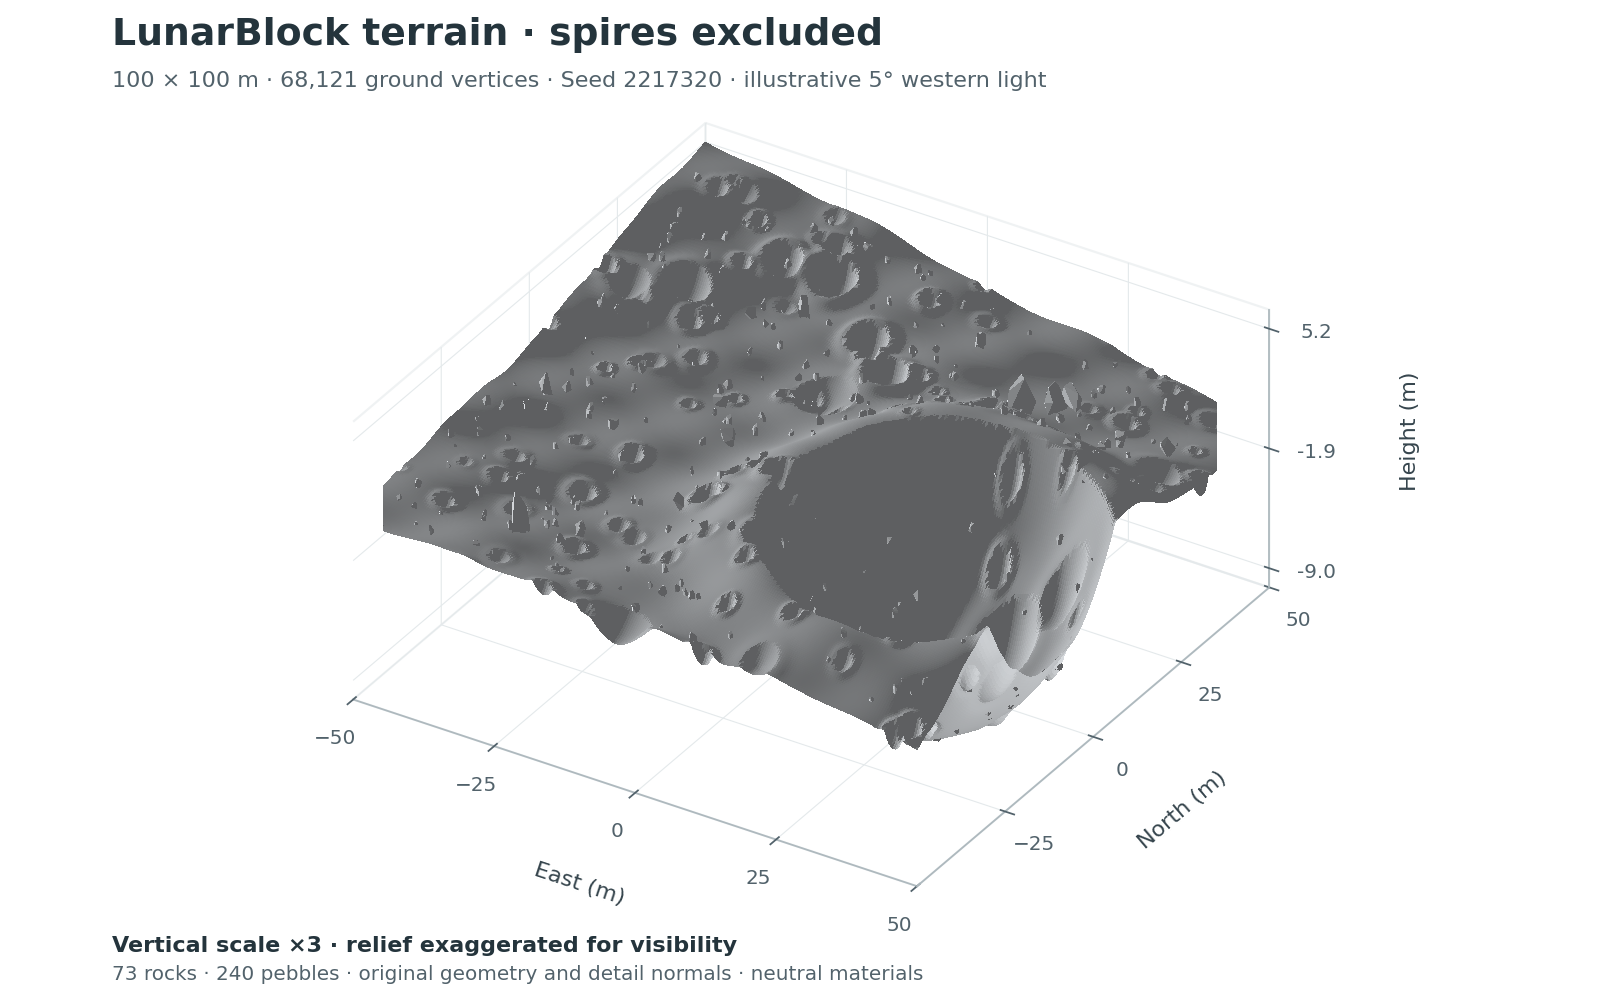 LunarBlock terrain · spires excluded
100 × 100 m · 68,121 ground vertices · Seed 2217320 · illustrative 5° western light
5.2
-1.9
-9.0
Height (m)
50
25
0
−25
North (m)
−50
−25
0
25
50
East (m)
Vertical scale ×3 · relief exaggerated for visibility
73 rocks · 240 pebbles · original geometry and detail normals · neutral materials